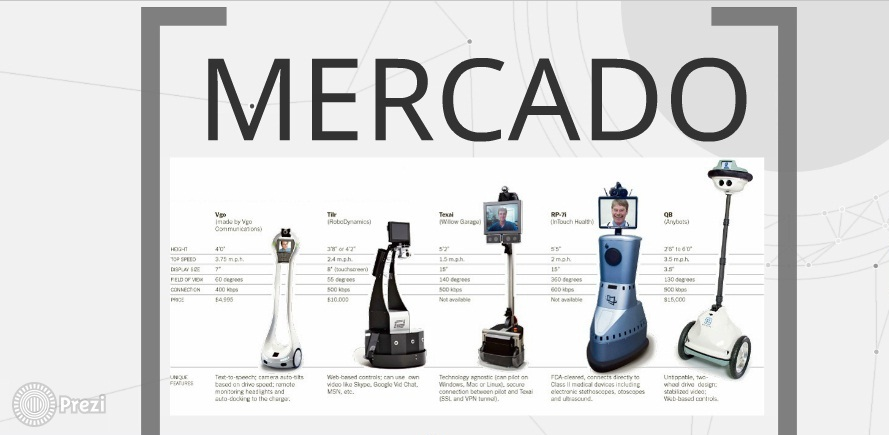 MERCADO
Vgo
(made by Vgo
Communications)
Tilr
(RoboDynamics)
Texai
(Willow Garage)
RP-7i
(InTouch Health)
QB
(Anybots)
HEIGHT 4'0" 3'8" or 4'2" 5'2" 5'5" 2'6" to 6'0"
TOP SPEED 2.75 m.p.h. 2.4 m.p.h. 1.5 m.p.h. 2 m.p.h. 3.5 m.p.h.
DISPLAY SIZE 7" 8" (touchscreen) 15" 3.5"
FIELD OF VIEW 60 degrees 55 degrees 140 degrees 360 degrees 130 degrees
CONNECTION 400 kbps 500 kbps 500 kbps 600 kbps 500 kbps
PRICE $10,000 Not available Not available $15,000
UNIQUE
FEATURES
Text-to-speech; camera auto-tilts
based on drive speed; remote
monitoring headlights and
auto-docking to the charger.
Web-based controls; can use own
video like Skype, Google Vid Chat,
MSN, etc.
Technology agnostic (can pilot on
Windows, Mac or Linux), secure
connection between pilot and Texai
(SSL and VPN tunnel).
FDA-cleared, connects directly to
Class II medical devices including
electronic stethoscopes, otoscopes
and ultrasound.
two-
wheel drive design;
stabilized video;
Web-based controls.
Prezi